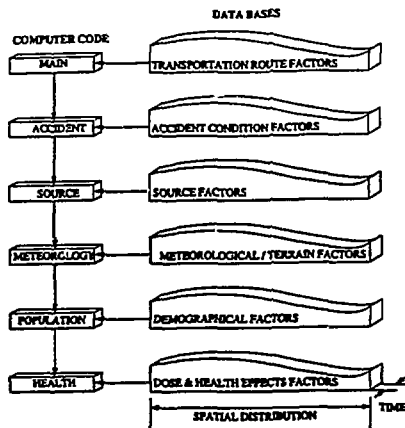 DATA BASES
COMPUTER CODE
MAIN
TRANSPORTATION ROUTE FACTORS
ACCIDENT
ACCIDENT CONDITION FACTORS
SOURCE
SOURCE FACTORS
METEOROLOGY
METEOROLOGICAL / TERRAIN FACTORS
POPULATION
DEMOGRAPHICAL FACTORS
HEALTH
DOSE & HEALTH EFFECTS FACTORS
TIME
SPATIAL DISTRIBUTION